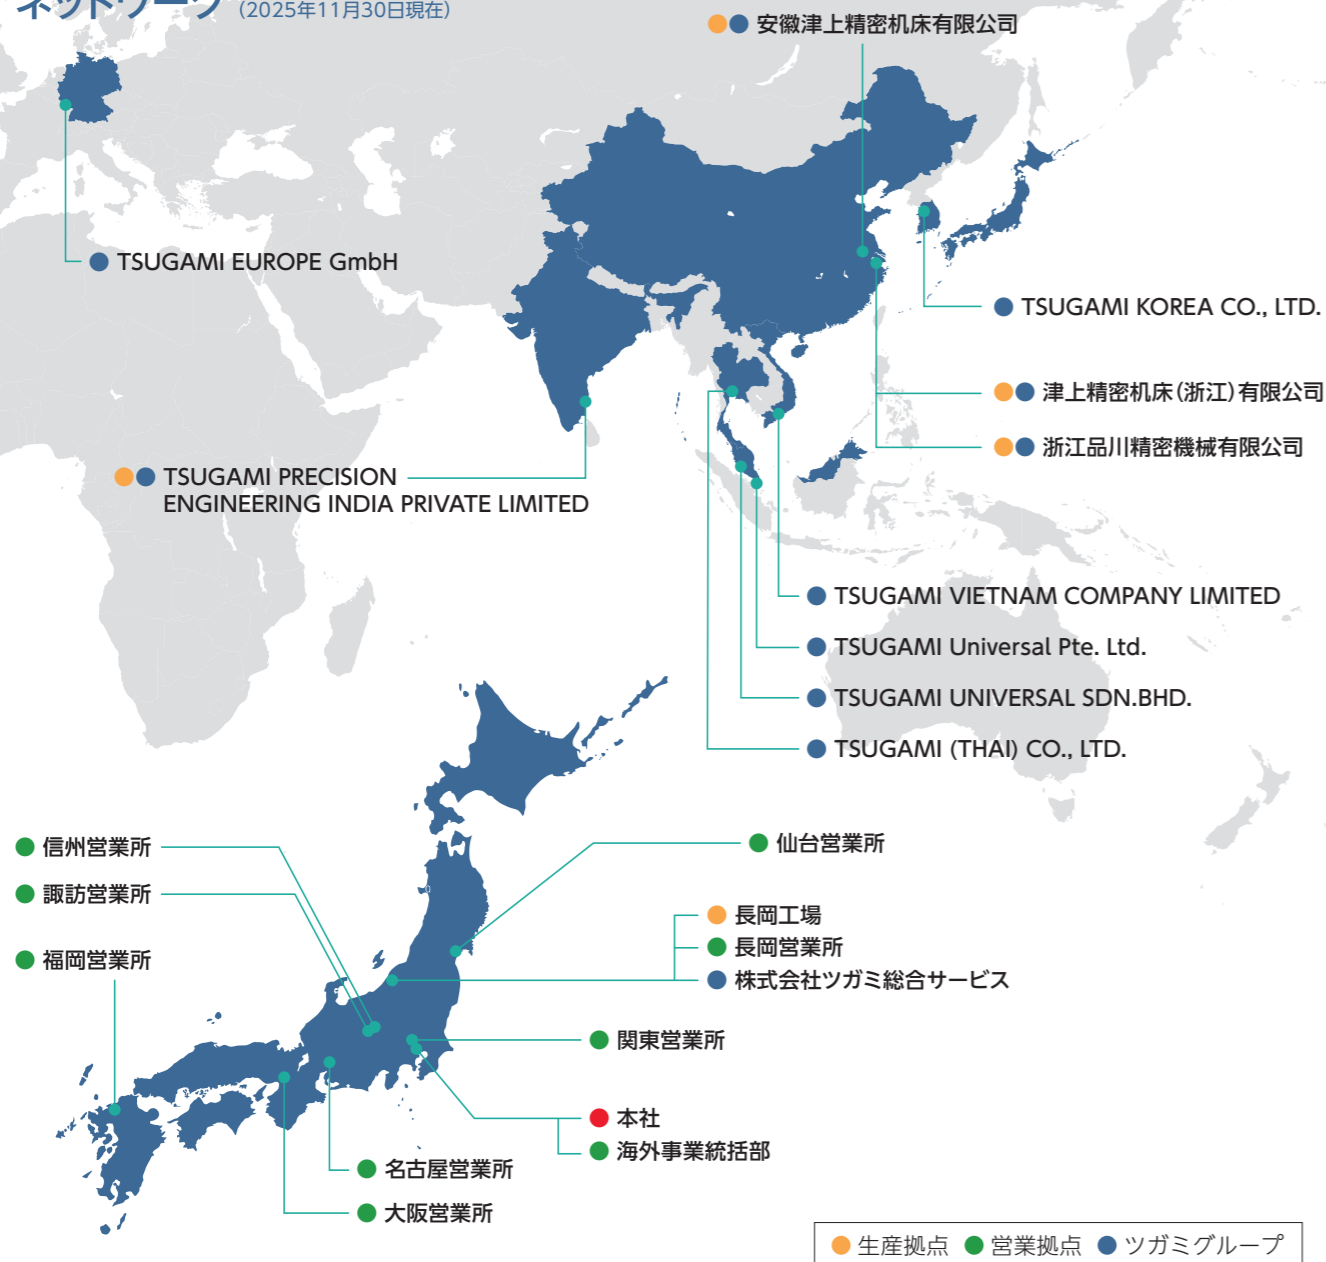 ネットワーク (2025年11月30日現在)
安徽津上精密机床有限公司
TSUGAMI EUROPE GmbH
TSUGAMI KOREA CO., LTD.
津上精密机床(浙江)有限公司
浙江品川精密機械有限公司
TSUGAMI PRECISION
ENGINEERING INDIA PRIVATE LIMITED
TSUGAMI VIETNAM COMPANY LIMITED
TSUGAMI Universal Pte. Ltd.
TSUGAMI UNIVERSAL SDN.BHD.
TSUGAMI (THAI) CO., LTD.
信州営業所
諏訪営業所
福岡営業所
仙台営業所
長岡工場
長岡営業所
株式会社ツガミ総合サービス
関東営業所
本社
海外事業統括部
名古屋営業所
大阪営業所
生産拠点 営業拠点 ツガミグループ